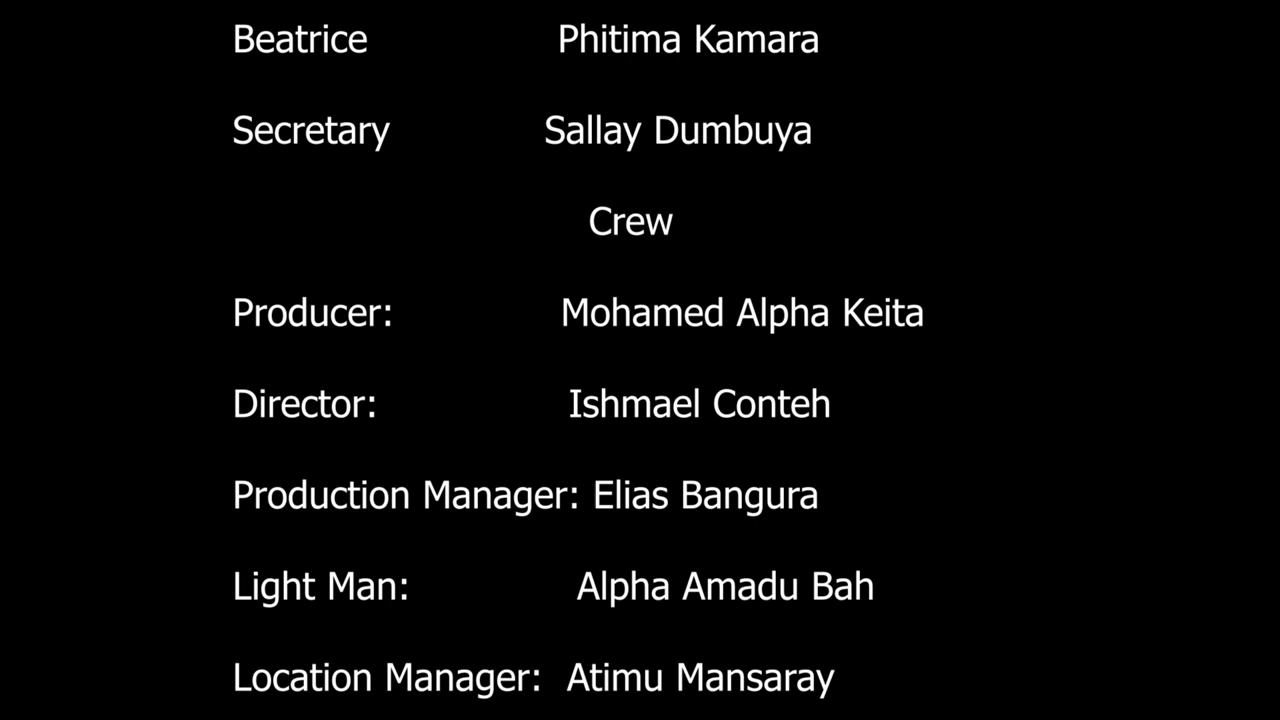 Beatrice Phitima Kamara
Secretary Sallay Dumbuya
Crew
Producer: Mohamed Alpha Keita
Director: Ishmael Conteh
Production Manager: Elias Bangura
Light Man: Alpha Amadu Bah
Location Manager: Atimu Mansaray